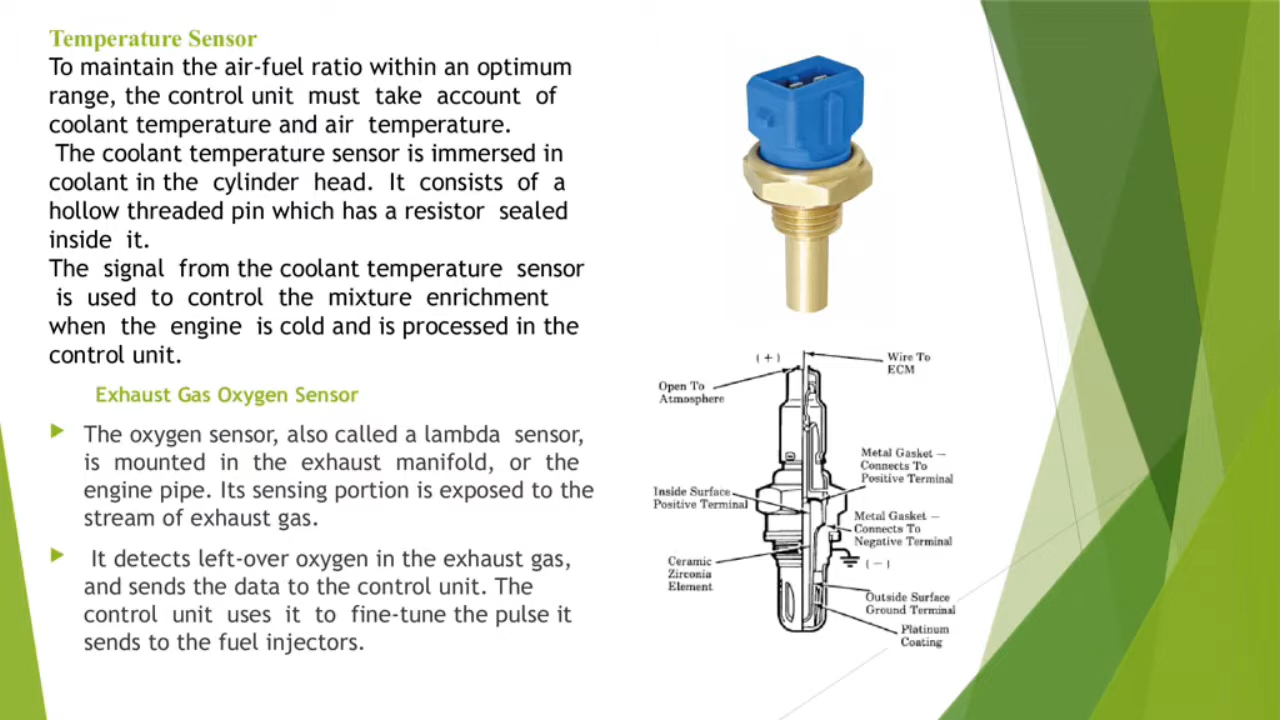 Temperature Sensor
To maintain the air-fuel ratio within an optimum
range, the control unit must take account of
coolant temperature and air temperature.
The coolant temperature sensor is immersed in
coolant in the cylinder head. It consists of a
hollow threaded pin which has a resistor sealed
inside it.
The signal from the coolant temperature sensor
is used to control the mixture enrichment
when the engine is cold and is processed in the
control unit.
Exhaust Gas Oxygen Sensor
The oxygen sensor, also called a lambda sensor,
is mounted in the exhaust manifold, or the
engine pipe. Its sensing portion is exposed to the
stream of exhaust gas.
It detects left-over oxygen in the exhaust gas,
and sends the data to the control unit. The
control unit uses it to fine-tune the pulse it
sends to the fuel injectors.
(+)
Wire To
ECM
Open To
Atmosphere
Metal Gasket –
Connects To
Positive Terminal
Inside Surface
Positive Terminal
Metal Gasket –
Connects To
Negative Terminal
(–)
Ceramic
Zirconia
Element
Outside Surface
Ground Terminal
Platinum
Coating